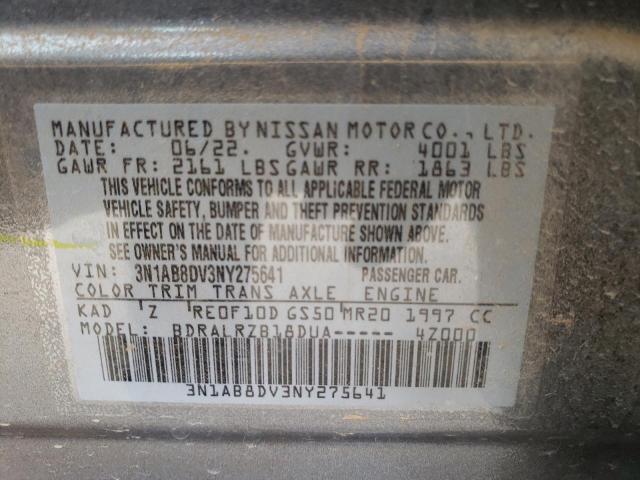 MANUFACTURED BY NISSAN MOTOR CO., LTD.
DATE: 06/22. GVWR: 4001 LBS
GAWR FR: 2161 LBS GAWR RR: 1863 LBS
THIS VEHICLE CONFORMS TO ALL APPLICABLE FEDERAL MOTOR
VEHICLE SAFETY, BUMPER AND THEFT PREVENTION STANDARDS
IN EFFECT ON THE DATE OF MANUFACTURE SHOWN ABOVE.
SEE OWNER'S MANUAL FOR ADDITIONAL INFORMATION.
VIN: 3N1AB8DV3NY275641 PASSENGER CAR.
COLOR TRIM TRANS AXLE ENGINE
KAD Z RE0F10D GS50 MR20 1997 CC
MODEL: BDRALRZB18DUA----- 4Z000
3N1AB8DV3NY275641